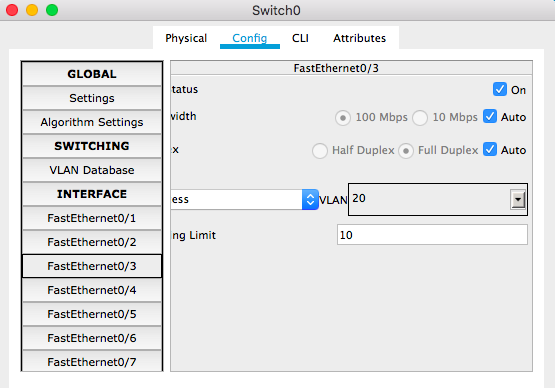 Switch0
Physical Config CLI Attributes
GLOBAL
Settings
Algorithm Settings
SWITCHING
VLAN Database
INTERFACE
FastEthernet0/1
FastEthernet0/2
FastEthernet0/3
FastEthernet0/4
FastEthernet0/5
FastEthernet0/6
FastEthernet0/7
FastEthernet0/3
tatus On
width 100 Mbps 10 Mbps Auto
ex Half Duplex Full Duplex Auto
ess VLAN 20
ing Limit 10